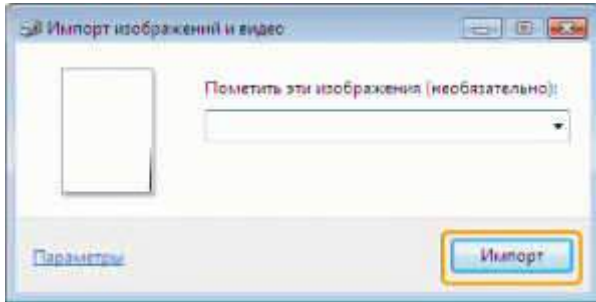 Импорт изображений и видео
Пометить эти изображения (необязательно):
Параметры
Импорт